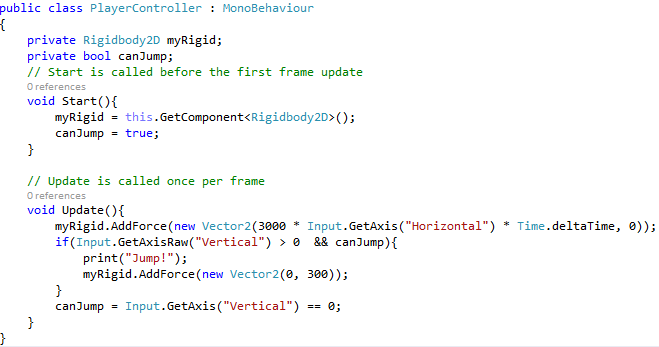 public class PlayerController : MonoBehaviour
{
    private Rigidbody2D myRigid;
    private bool canJump;
    // Start is called before the first frame update
    0 references
    void Start(){
        myRigid = this.GetComponent<Rigidbody2D>();
        canJump = true;
    }

    // Update is called once per frame
    0 references
    void Update(){
        myRigid.AddForce(new Vector2(3000 * Input.GetAxis("Horizontal") * Time.deltaTime, 0));
        if(Input.GetAxisRaw("Vertical") > 0  && canJump){
            print("Jump!");
            myRigid.AddForce(new Vector2(0, 300));
        }
        canJump = Input.GetAxis("Vertical") == 0;
    }
}